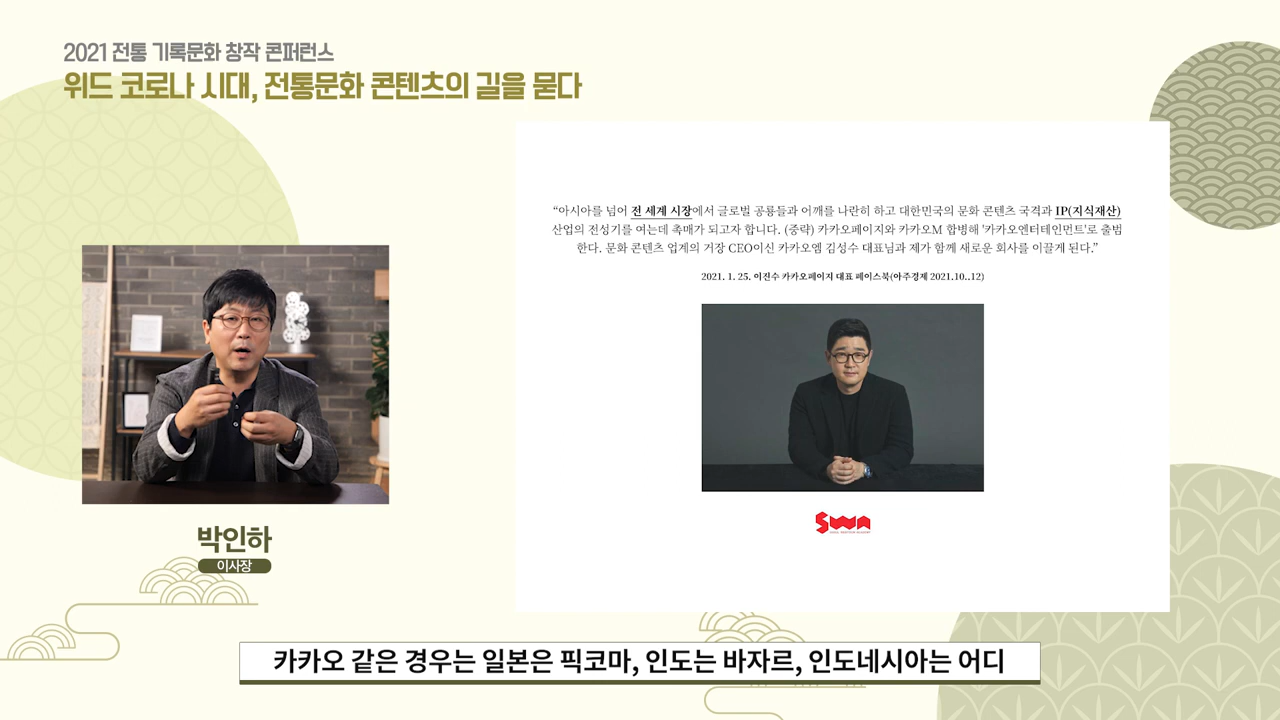 2021 전통 기록문화 창작 콘퍼런스
위드 코로나 시대, 전통문화 콘텐츠의 길을 묻다
“아시아를 넘어 전 세계 시장에서 글로벌 공룡들과 어깨를 나란히 하고 대한민국의 문화 콘텐츠 국격과 IP(지식재산)
산업의 전성기를 여는데 촉매가 되고자 합니다. (중략) 카카오페이지와 카카오M 합병해 '카카오엔터테인먼트'로 출범
한다. 문화 콘텐츠 업계의 거장 CEO이신 카카오엠 김성수 대표님과 제가 함께 새로운 회사를 이끌게 된다.”
2021. 1. 25. 이진수 카카오페이지 대표 페이스북(아주경제 2021.10..12)
SWA
박인하
이사장
카카오 같은 경우는 일본은 픽코마, 인도는 바자르, 인도네시아는 어디